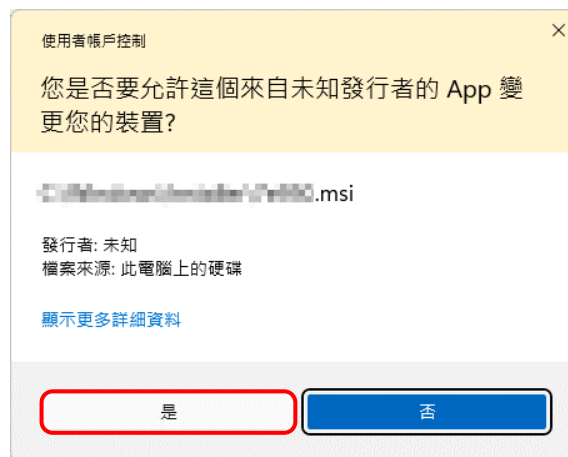 使用者帳戶控制
您是否要允許這個來自未知發行者的 App 變
更您的裝置?
.msi
發行者: 未知
檔案來源: 此電腦上的硬碟
顯示更多詳細資料
是
否